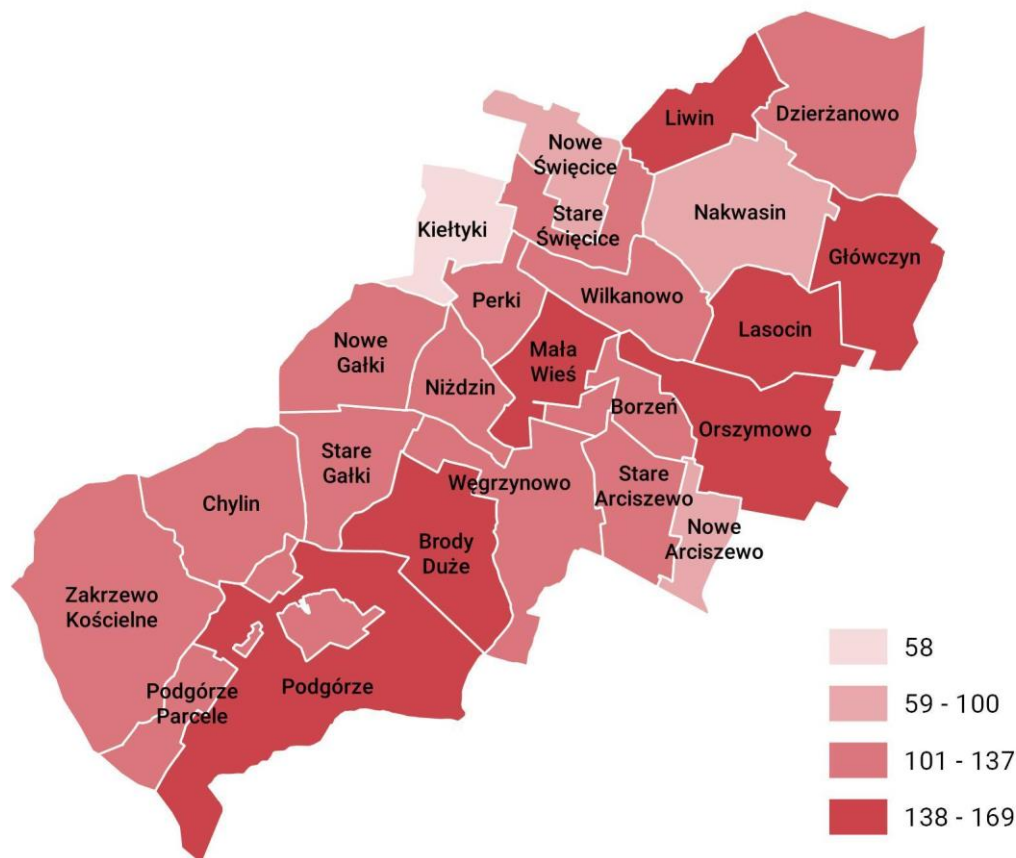 Liwin
Dzierżanowo
Nowe
Święcice
Nakwasin
Stare
Święcice
Kiełtyki
Główczyn
Perki
Wilkanowo
Lasocin
Nowe
Gałki
Mała
Wieś
Niżdzin
Borzeń
Orszymowo
Stare
Gałki
Węgrzynowo
Stare
Arciszewo
Chylin
Nowe
Arciszewo
Brody
Duże
Zakrzewo
Kościelne
Podgórze
Parcele
Podgórze
58
59 - 100
101 - 137
138 - 169